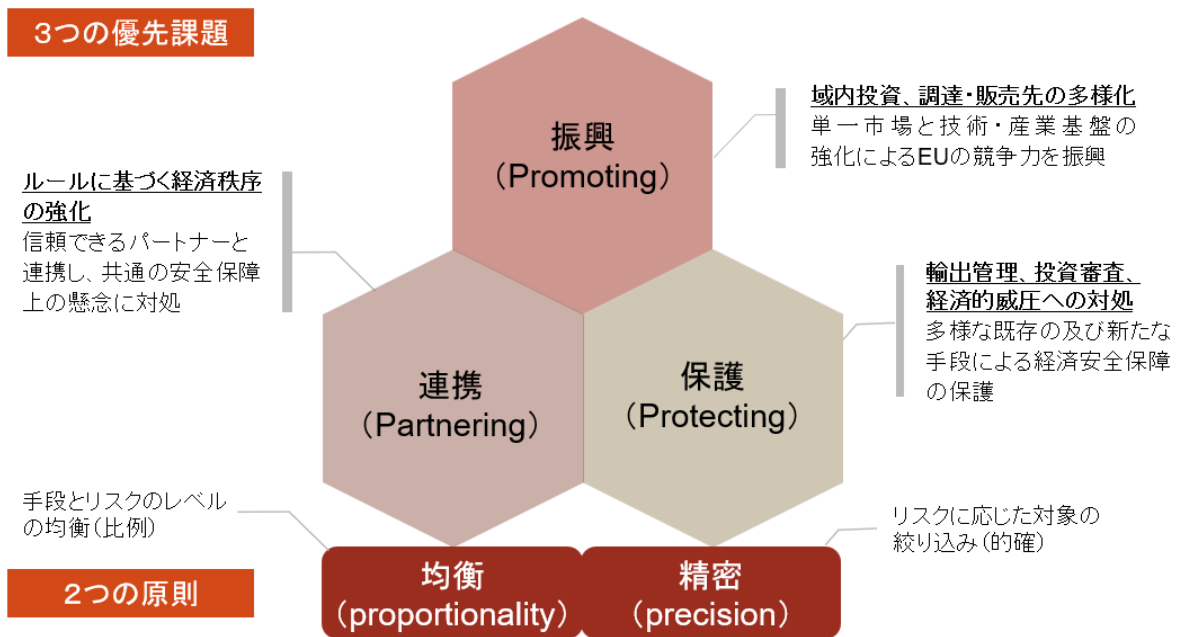 3つの優先課題
振興
（Promoting）
域内投資、調達・販売先の多様化
単一市場と技術・産業基盤の
強化によるEUの競争力を振興
ルールに基づく経済秩序
の強化
信頼できるパートナーと
連携し、共通の安全保障
上の懸念に対処
輸出管理、投資審査、
経済的威圧への対処
多様な既存の及び新たな
手段による経済安全保障
の保護
連携
（Partnering）
保護
（Protecting）
手段とリスクのレベル
の均衡（比例）
リスクに応じた対象の
絞り込み（的確）
2つの原則
均衡
（proportionality）
精密
（precision）